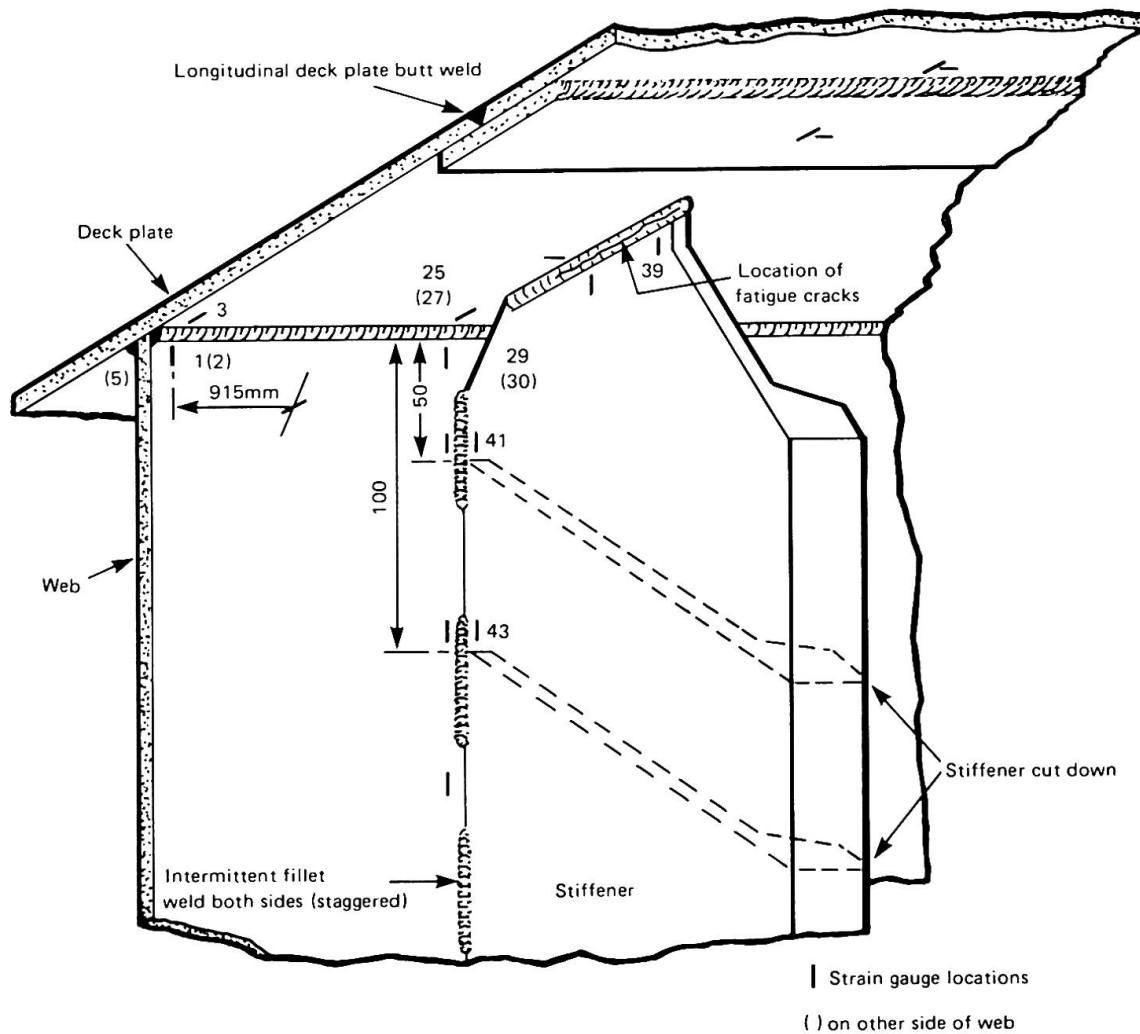 Longitudinal deck plate butt weld
Deck plate
3
25
(27)
39
Location of
fatigue cracks
(5)
1(2)
915mm
50
29
(30)
41
100
Web
43
Stiffener cut down
Intermittent fillet
weld both sides (staggered)
Stiffener
Strain gauge locations
( ) on other side of web